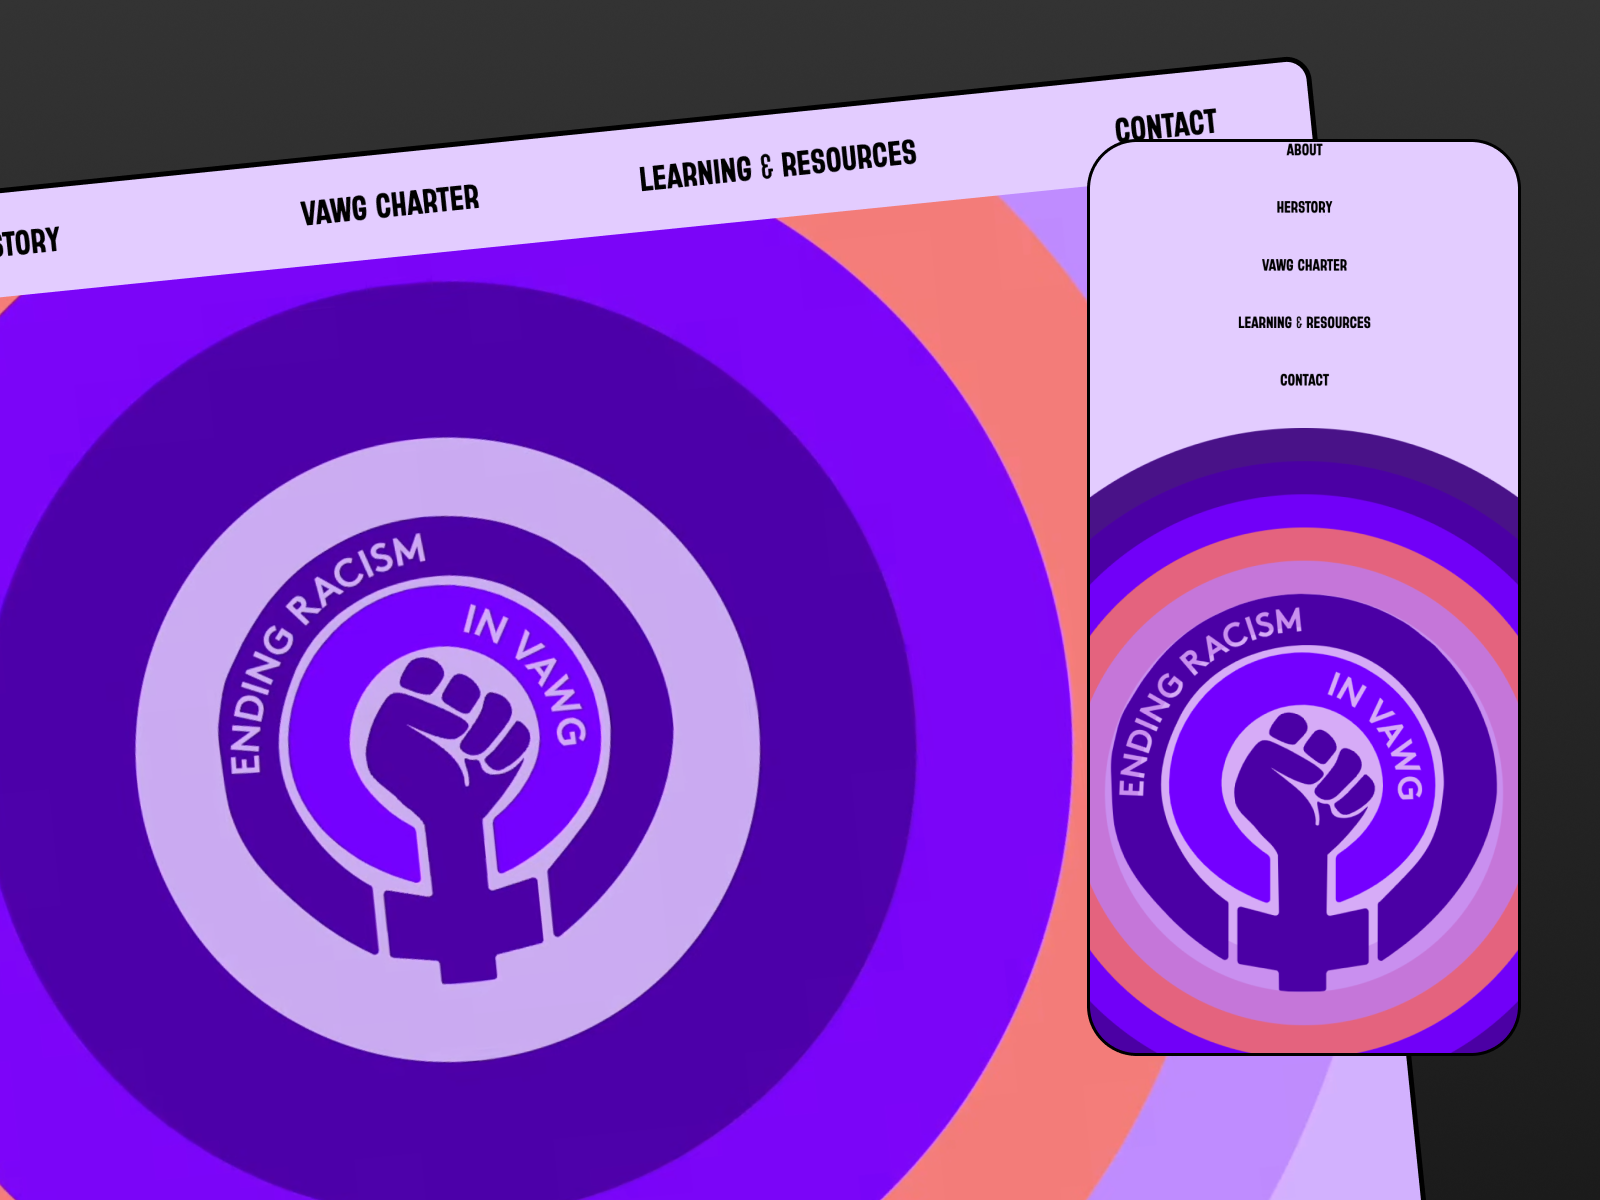 STORY
VAWG CHARTER
LEARNING & RESOURCES
CONTACT
ENDING RACISM
IN VAWG
ABOUT
HERSTORY
VAWG CHARTER
LEARNING & RESOURCES
CONTACT
ENDING RACISM
IN VAWG